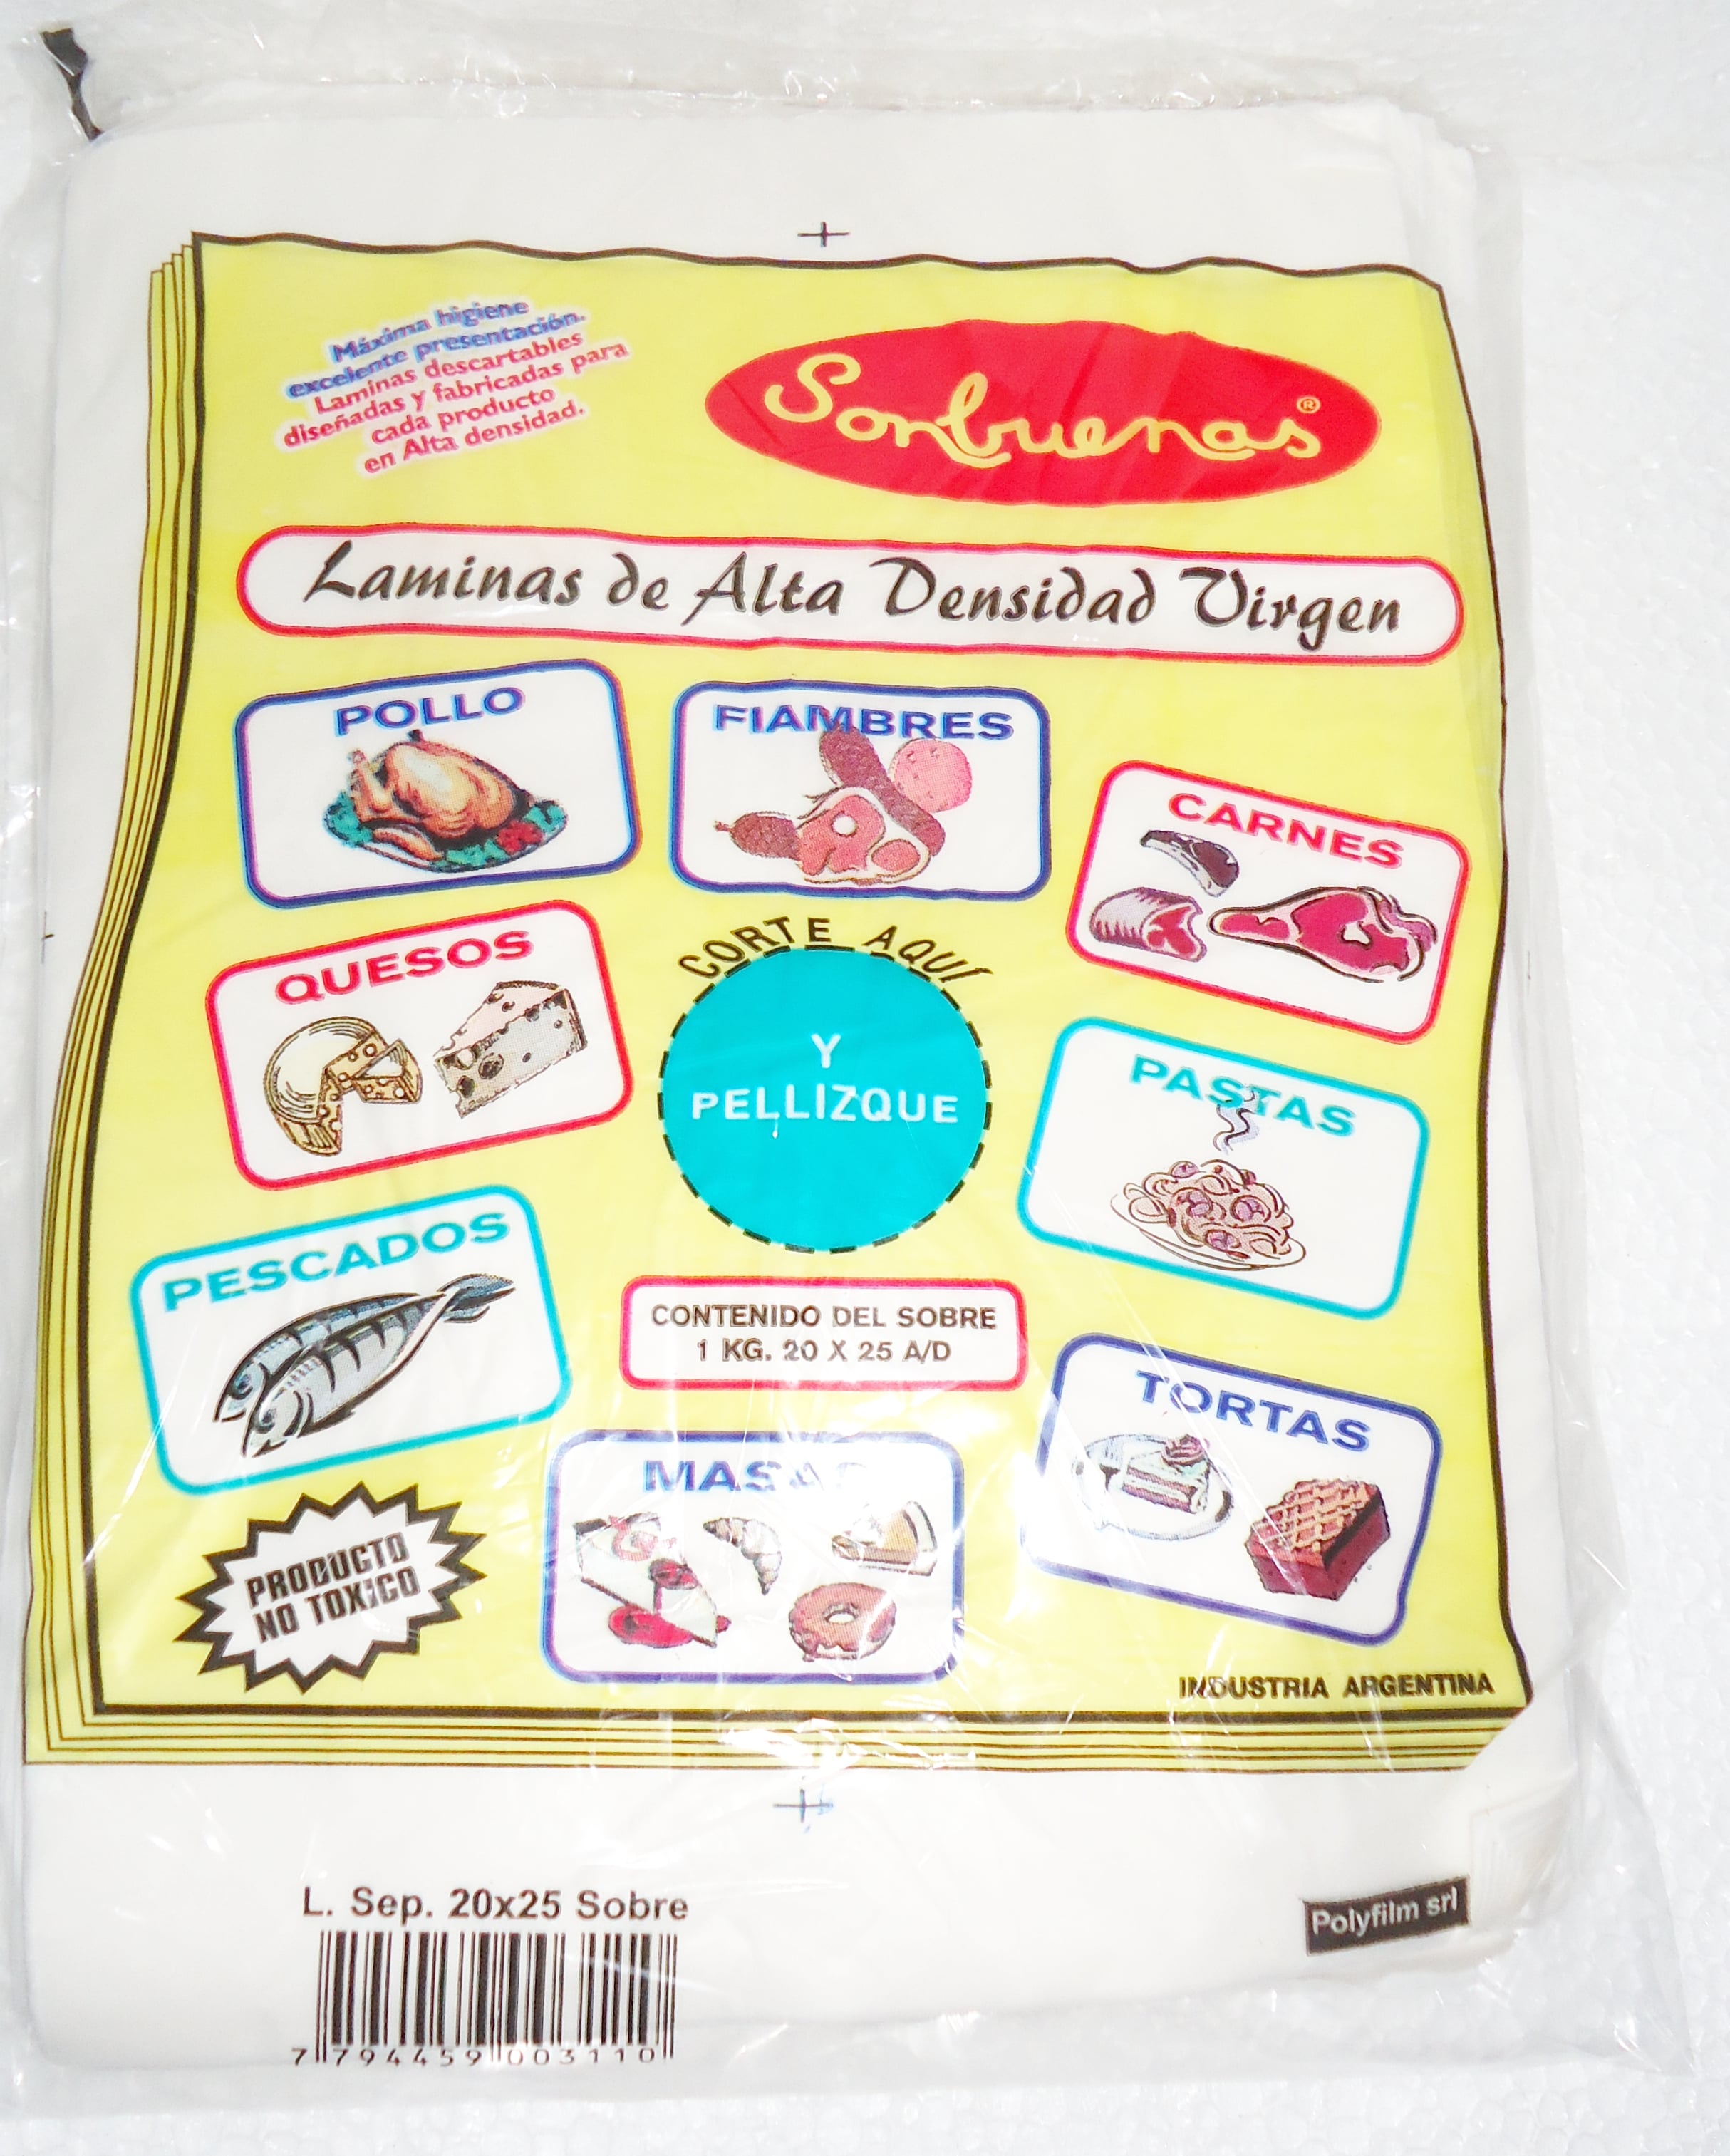 Máxima higiene
excelente presentación.
Laminas descartables
diseñadas y fabricadas para
cada producto
en Alta densidad.
Sonbuenas®
Laminas de Alta Densidad Virgen
POLLO
FIAMBRES
CARNES
QUESOS
CORTE AQUÍ
Y
PELLIZQUE
PASTAS
PESCADOS
CONTENIDO DEL SOBRE
1 KG. 20 X 25 A/D
TORTAS
MASAS
PRODUCTO
NO TOXICO
INDUSTRIA ARGENTINA
L. Sep. 20x25 Sobre
Polyfilm srl
7 794459 003110